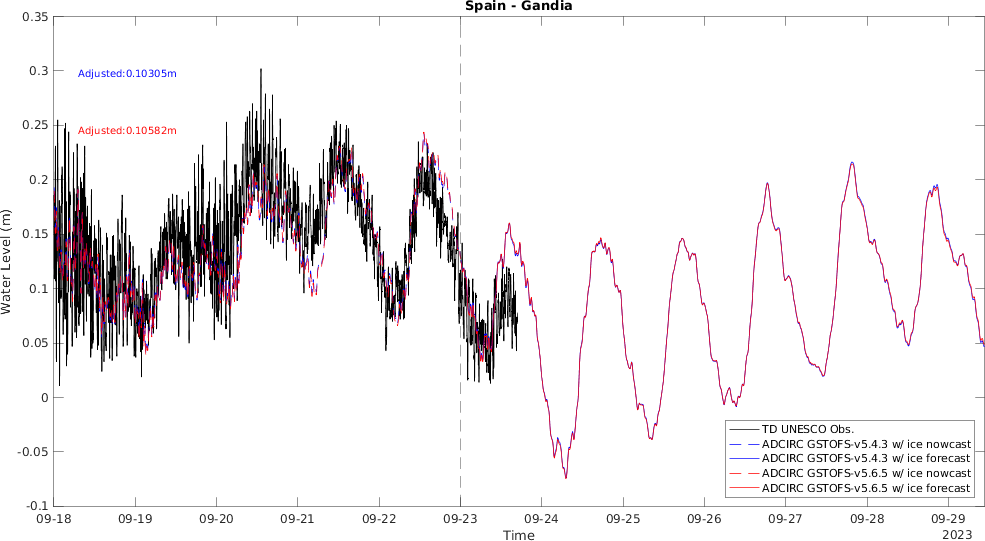 Spain - Gandia
0.35
0.3
0.25
0.2
0.15
0.1
0.05
0
-0.05
-0.1
Water Level (m)
Adjusted:0.10305m
Adjusted:0.10582m
TD UNESCO Obs.
ADCIRC GSTOFS-v5.4.3 w/ ice nowcast
ADCIRC GSTOFS-v5.4.3 w/ ice forecast
ADCIRC GSTOFS-v5.6.5 w/ ice nowcast
ADCIRC GSTOFS-v5.6.5 w/ ice forecast
09-18 09-19 09-20 09-21 09-22 09-23 09-24 09-25 09-26 09-27 09-28 09-29
Time
2023